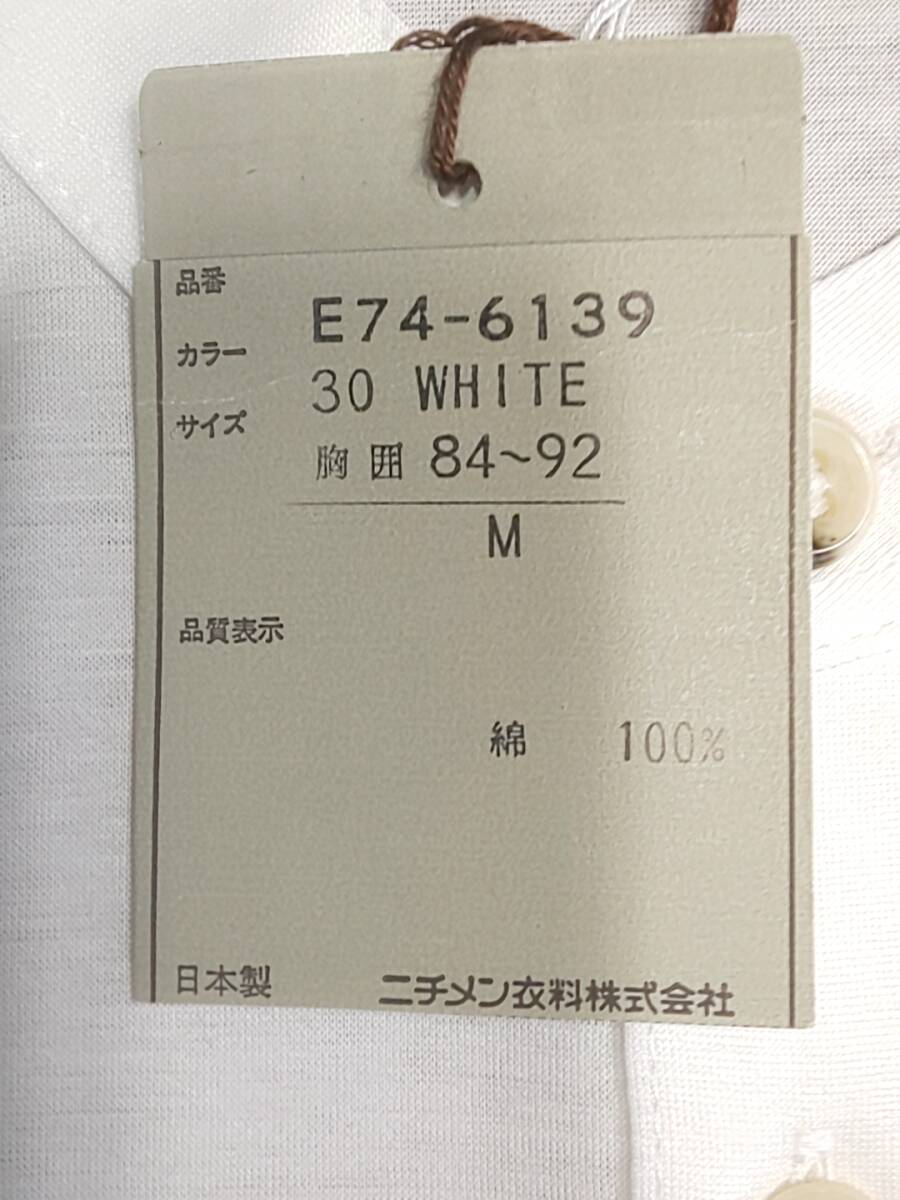 品番 E74-6139
カラー 30 WHITE
サイズ 胸囲 84~92
M
品質表示
綿 100%
日本製 ニチメン衣料株式会社